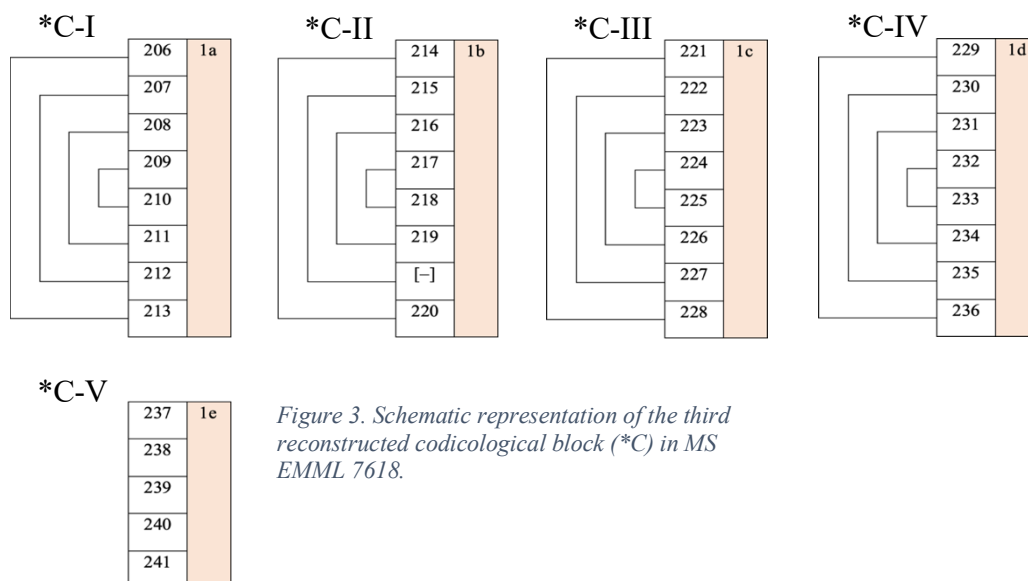 *C-I
206 1a
207
208
209
210
211
212
213
*C-II
214 1b
215
216
217
218
219
[–]
220
*C-III
221 1c
222
223
224
225
226
227
228
*C-IV
229 1d
230
231
232
233
234
235
236
*C-V
237 1e
238
239
240
241
Figure 3. Schematic representation of the third
reconstructed codicological block (*C) in MS
EMML 7618.